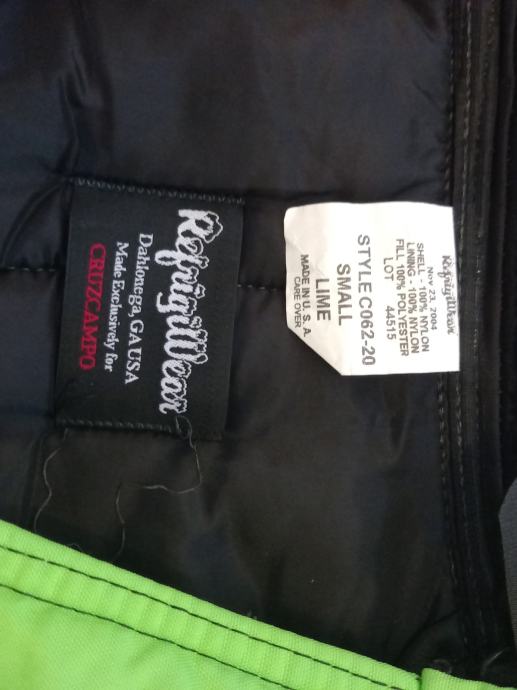 RefrigiWear
Dahlonega, GA USA
Made Exclusively for
CRUZCAMPO
RefrigiWear
Nov 23, 2004
SHELL - 100% NYLON
LINING - 100% NYLON
FILL 100% POLYESTER
LOT 44515
STYLE C062-20
SMALL
LIME
MADE IN U. S. A.
CARE OVER